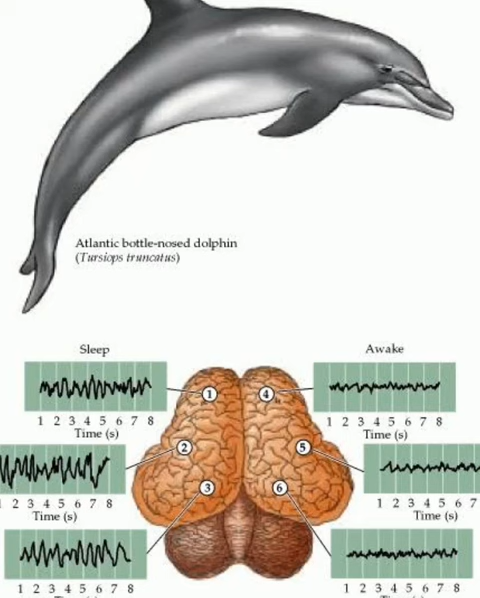 Atlantic bottle-nosed dolphin
(Tursiops truncatus)
Sleep
Awake
1
4
1 2 3 4 5 6 7 8
Time (s)
1 2 3 4 5 6 7 8
Time (s)
2
5
1 2 3 4 5 6 7 8
Time (s)
1 2 3 4 5 6 7
Time (s)
3
6
1 2 3 4 5 6 7 8
1 2 3 4 5 6 7 8